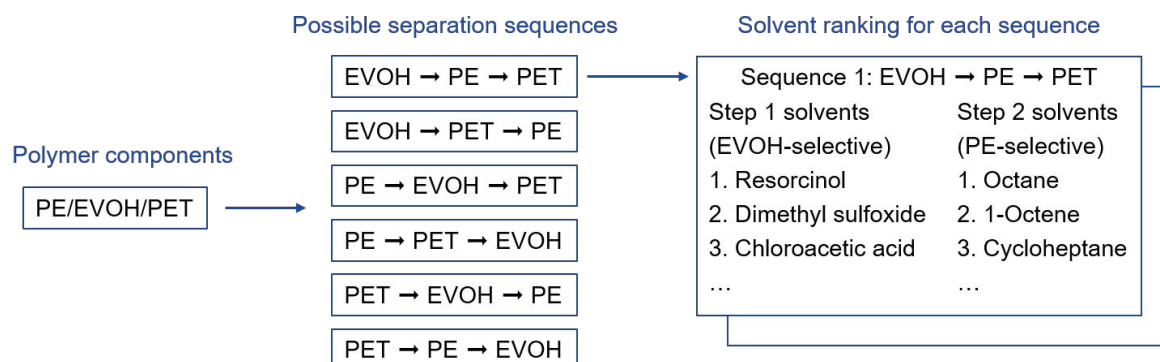 Polymer components
PE/EVOH/PET
Possible separation sequences
EVOH → PE → PET
EVOH → PET → PE
PE → EVOH → PET
PE → PET → EVOH
PET → EVOH → PE
PET → PE → EVOH
Solvent ranking for each sequence
Sequence 1: EVOH → PE → PET
Step 1 solvents
(EVOH-selective)
1. Resorcinol
2. Dimethyl sulfoxide
3. Chloroacetic acid
…
Step 2 solvents
(PE-selective)
1. Octane
2. 1-Octene
3. Cycloheptane
…